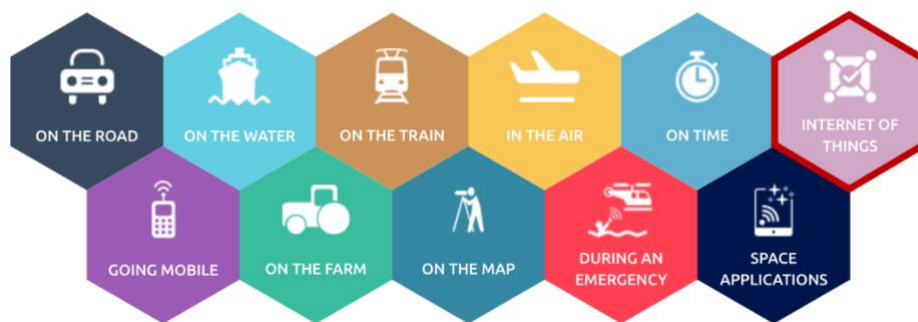 ON THE ROAD
ON THE WATER
ON THE TRAIN
IN THE AIR
ON TIME
INTERNET OF
THINGS
GOING MOBILE
ON THE FARM
ON THE MAP
DURING AN
EMERGENCY
SPACE
APPLICATIONS